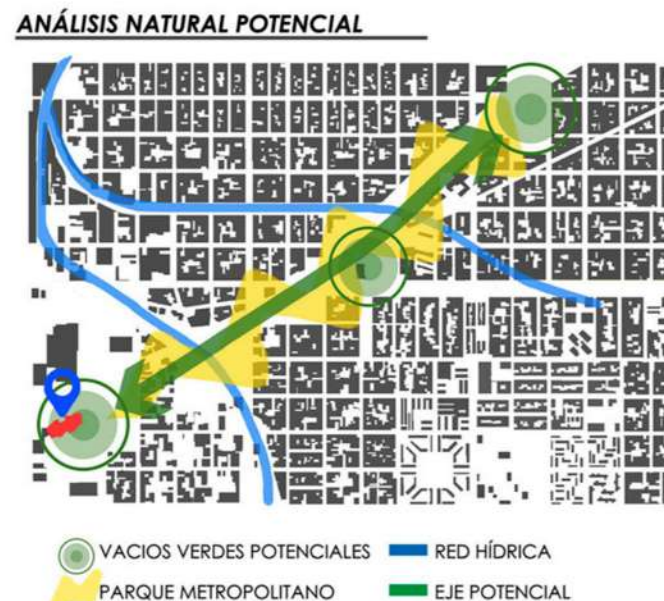 ANÁLISIS NATURAL POTENCIAL
VACIOS VERDES POTENCIALES
RED HÍDRICA
PARQUE METROPOLITANO
EJE POTENCIAL